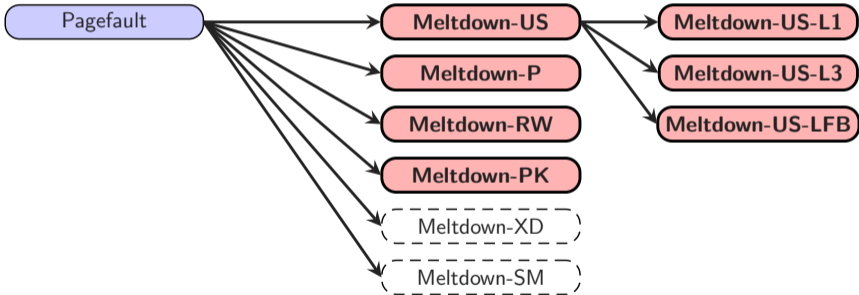 Pagefault
Meltdown-US
Meltdown-US-L1
Meltdown-P
Meltdown-US-L3
Meltdown-RW
Meltdown-US-LFB
Meltdown-PK
Meltdown-XD
Meltdown-SM